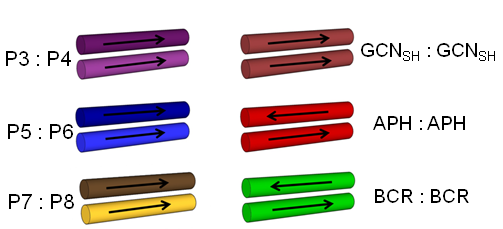 P3 : P4
GCN_SH : GCN_SH
P5 : P6
APH : APH
P7 : P8
BCR : BCR